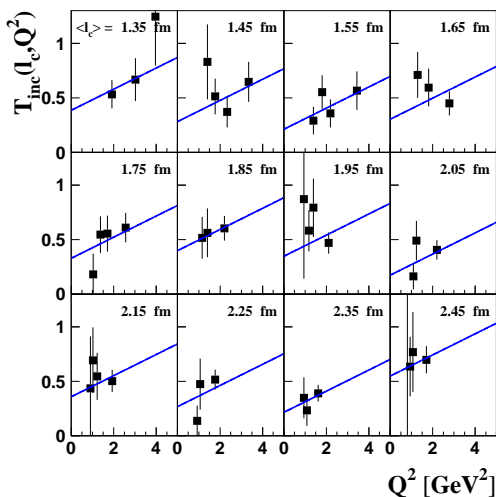 T_inc(l_c,Q^2)
<l_c> = 1.35 fm 1.45 fm 1.55 fm 1.65 fm
1
0.5
0
1.75 fm 1.85 fm 1.95 fm 2.05 fm
1
0.5
0
2.15 fm 2.25 fm 2.35 fm 2.45 fm
1
0.5
0
0 2 4 0 2 4 0 2 4 0 2 4
Q^2 [GeV^2]